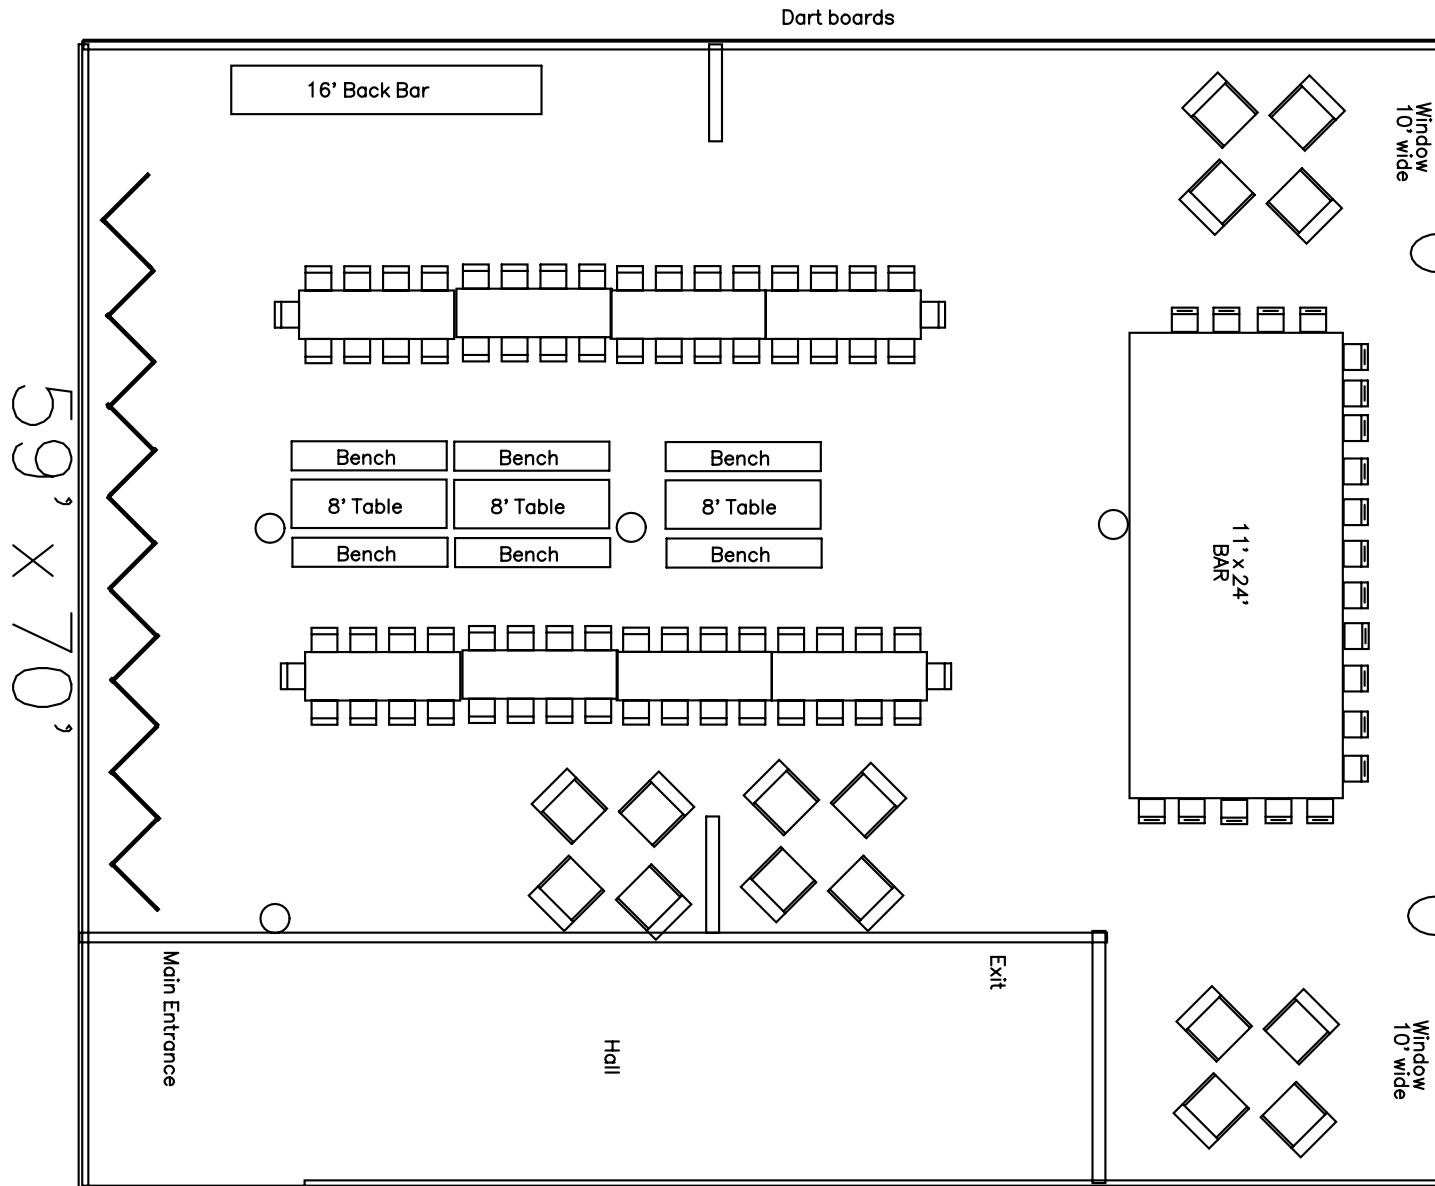 Dart boards
16' Back Bar
Window
10' wide
59' x 70'
Bench
Bench
Bench
8' Table
8' Table
8' Table
Bench
Bench
Bench
11' x 24'
BAR
Main Entrance
Hall
Exit
Window
10' wide